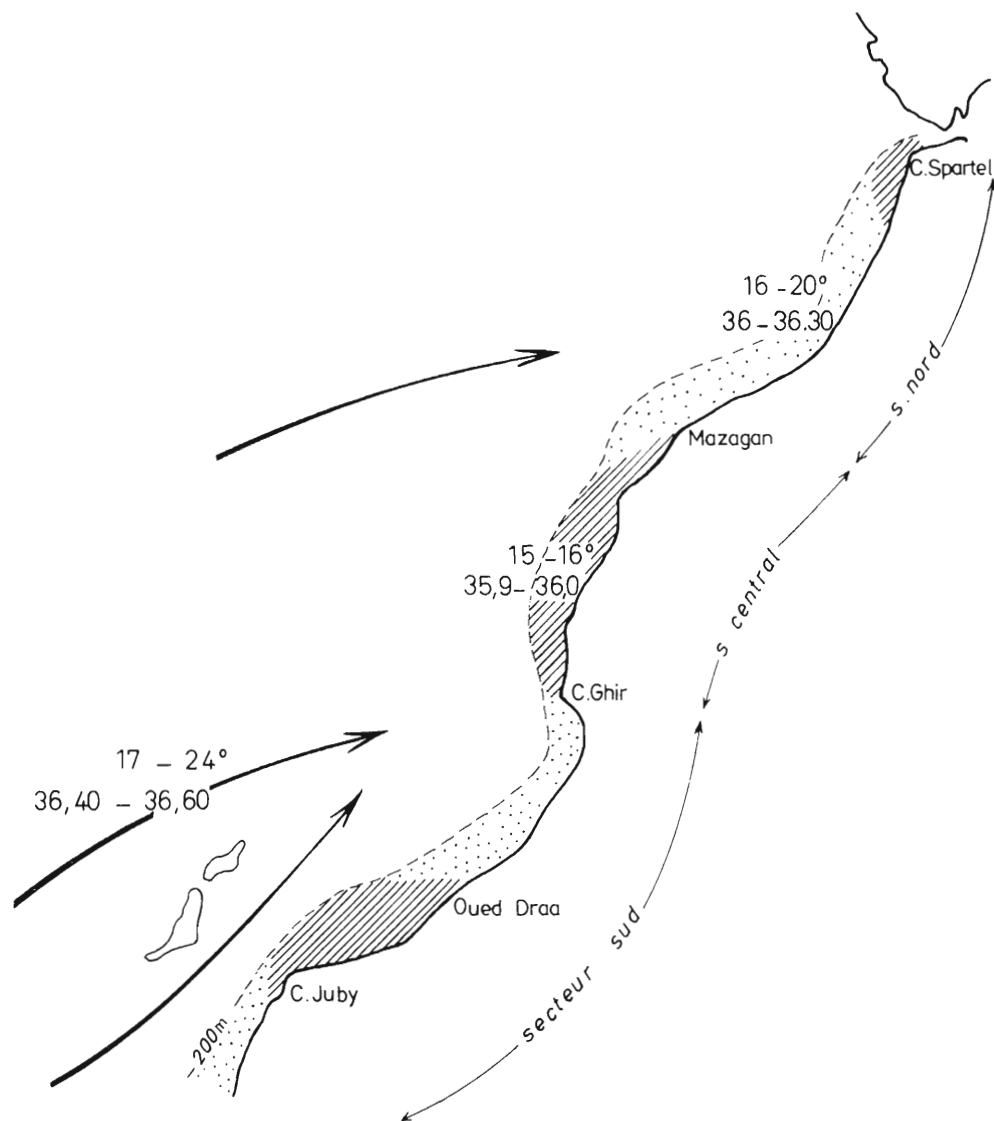 C.Spartel
16 - 20°
36 - 36.30
s. nord
Mazagan
15 - 16°
35,9 - 36,0
s central
C.Ghir
17 - 24°
36,40 - 36,60
Oued Draa
secteur sud
C.Juby
200m